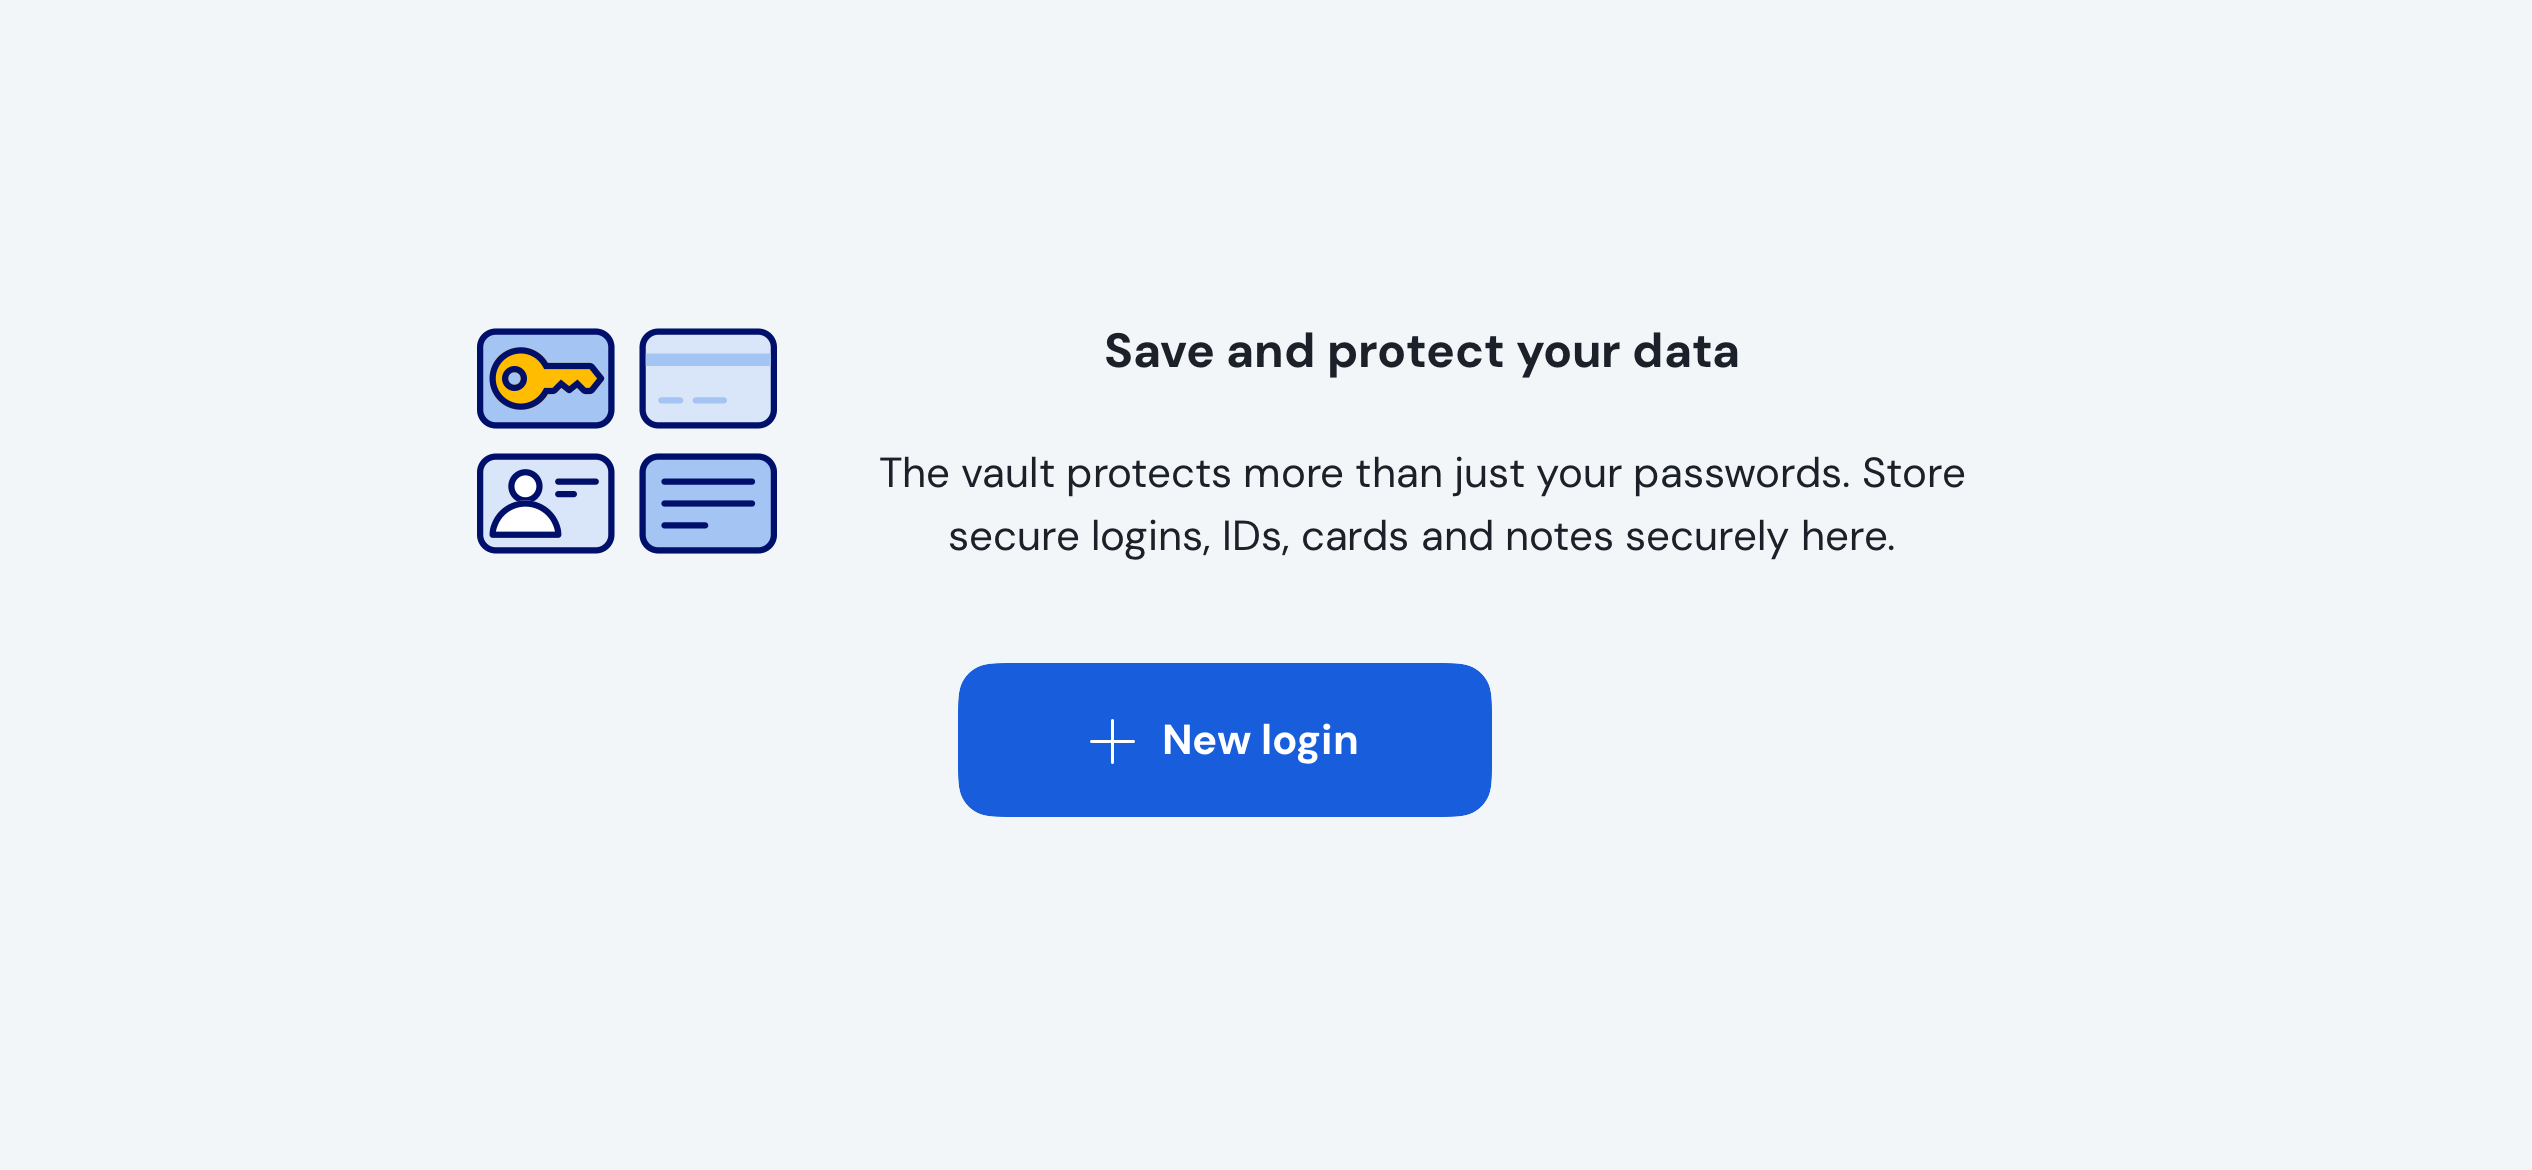 Save and protect your data
The vault protects more than just your passwords. Store
secure logins, IDs, cards and notes securely here.
New login